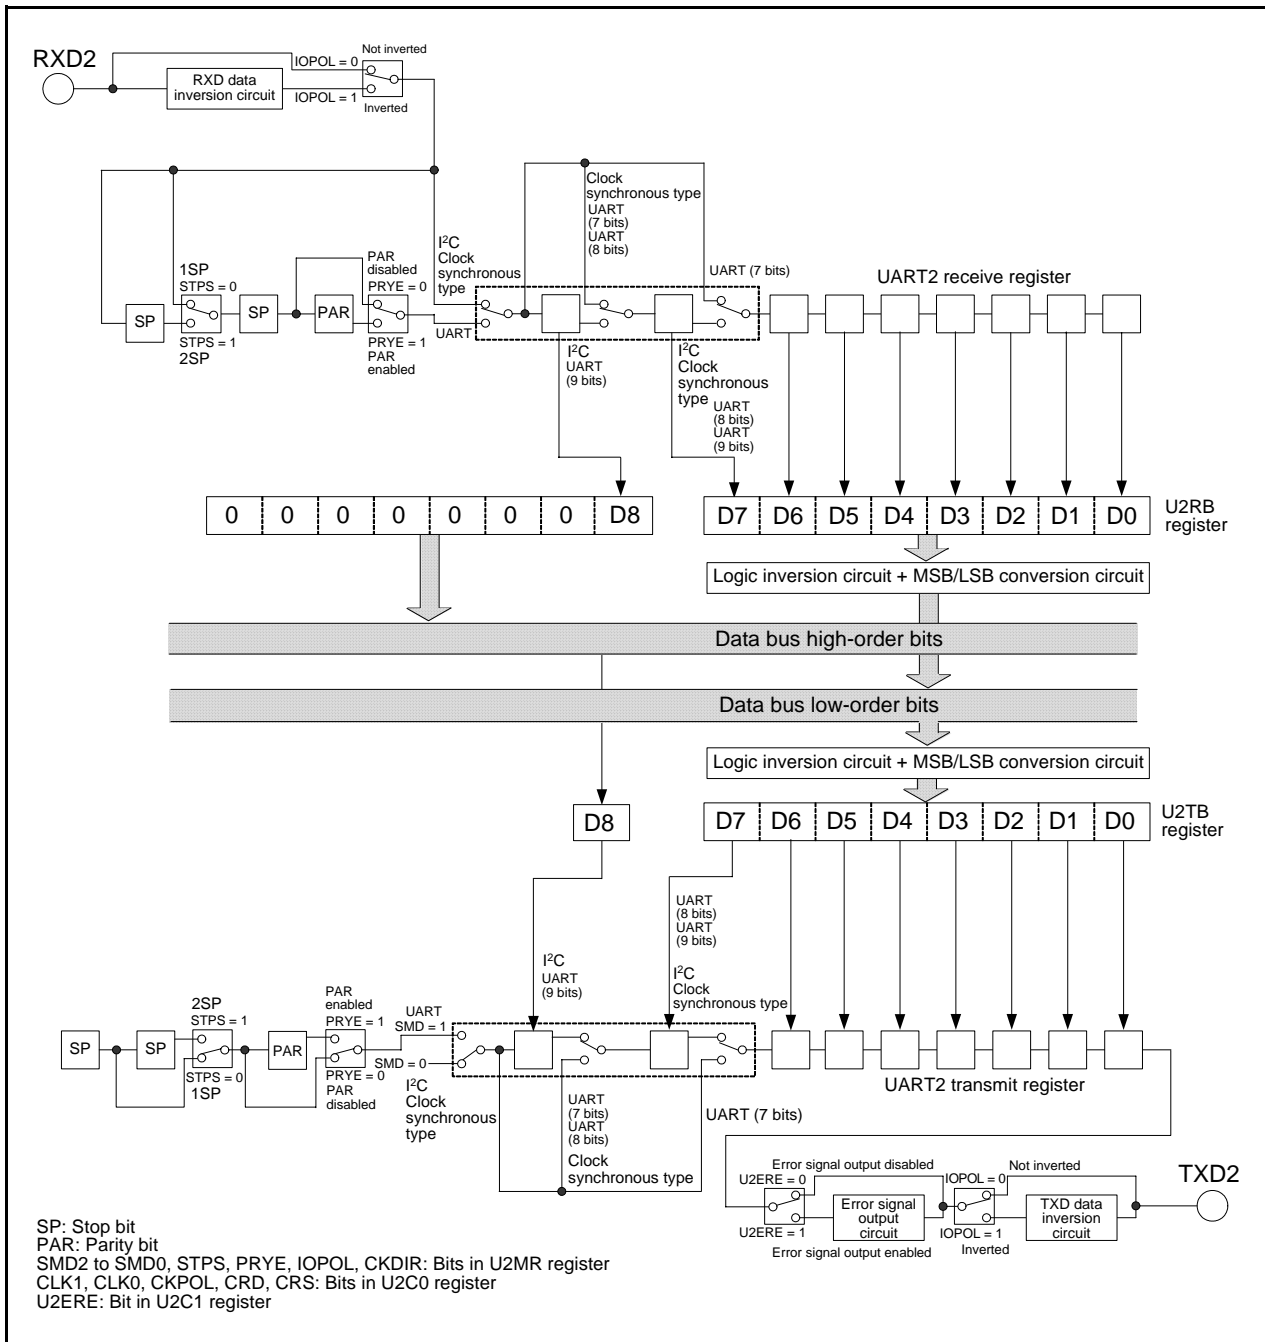 RXD2
RXD data
inversion circuit
IOPOL = 0
IOPOL = 1
Not inverted
Inverted
1SP
STPS = 0
SP
STPS = 1
2SP
SP
PAR
PAR
disabled
PRYE = 0
PRYE = 1
PAR
enabled
I²C
Clock
synchronous
type
UART
Clock
synchronous type
UART
(7 bits)
UART
(8 bits)
UART (7 bits)
UART2 receive register
I²C
UART
(9 bits)
I²C
Clock
synchronous
type
UART
(8 bits)
UART
(9 bits)
0 0 0 0 0 0 0 D8
D7 D6 D5 D4 D3 D2 D1 D0
U2RB
register
Logic inversion circuit + MSB/LSB conversion circuit
Data bus high-order bits
Data bus low-order bits
Logic inversion circuit + MSB/LSB conversion circuit
D8
D7 D6 D5 D4 D3 D2 D1 D0
U2TB
register
UART
(8 bits)
UART
(9 bits)
I²C
UART
(9 bits)
I²C
Clock
synchronous type
SP
SP
2SP
STPS = 1
STPS = 0
1SP
PAR
PAR
enabled
PRYE = 1
PRYE = 0
PAR
disabled
UART
SMD = 1
SMD = 0
I²C
Clock
synchronous
type
UART
(7 bits)
UART
(8 bits)
Clock
synchronous type
UART (7 bits)
UART2 transmit register
Error signal output disabled
U2ERE = 0
U2ERE = 1
Error signal output enabled
Error signal
output
circuit
IOPOL = 0
Not inverted
IOPOL = 1
Inverted
TXD data
inversion
circuit
TXD2
SP: Stop bit
PAR: Parity bit
SMD2 to SMD0, STPS, PRYE, IOPOL, CKDIR: Bits in U2MR register
CLK1, CLK0, CKPOL, CRD, CRS: Bits in U2C0 register
U2ERE: Bit in U2C1 register